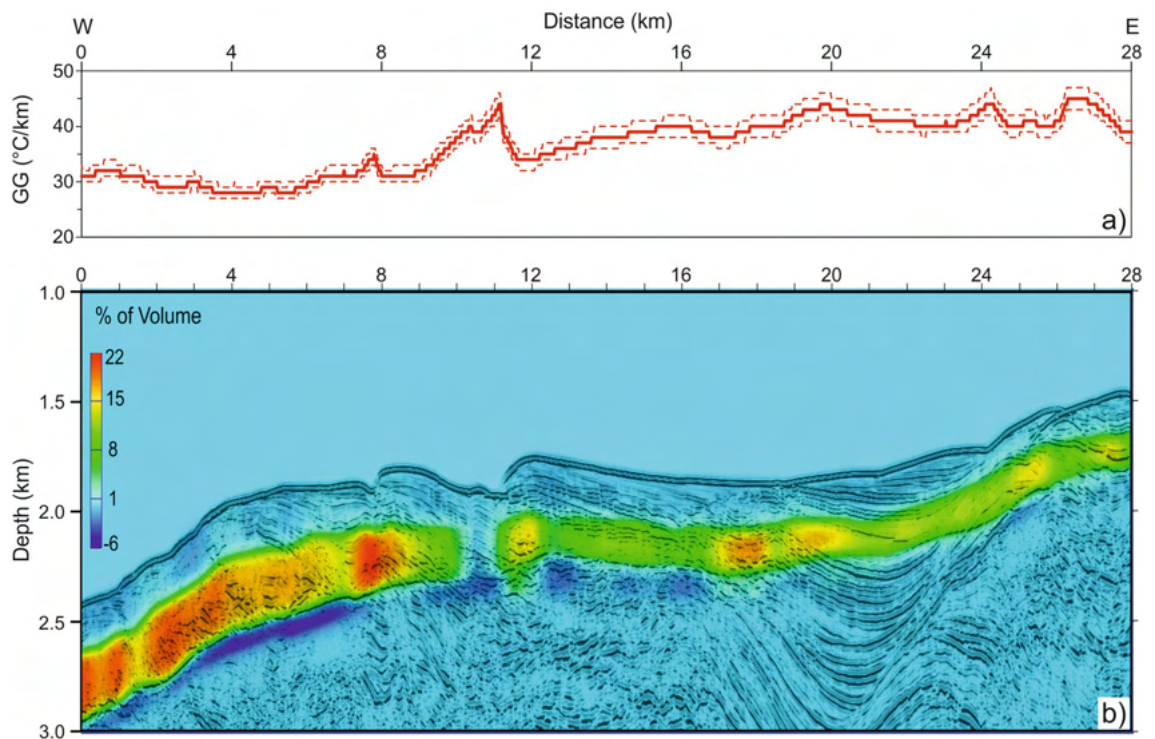 W Distance (km) E
0 4 8 12 16 20 24 28
50
40
30
20
GG (°C/km)
a)
0 4 8 12 16 20 24 28
1.0
1.5
2.0
2.5
3.0
Depth (km)
% of Volume
22
15
8
1
-6
b)